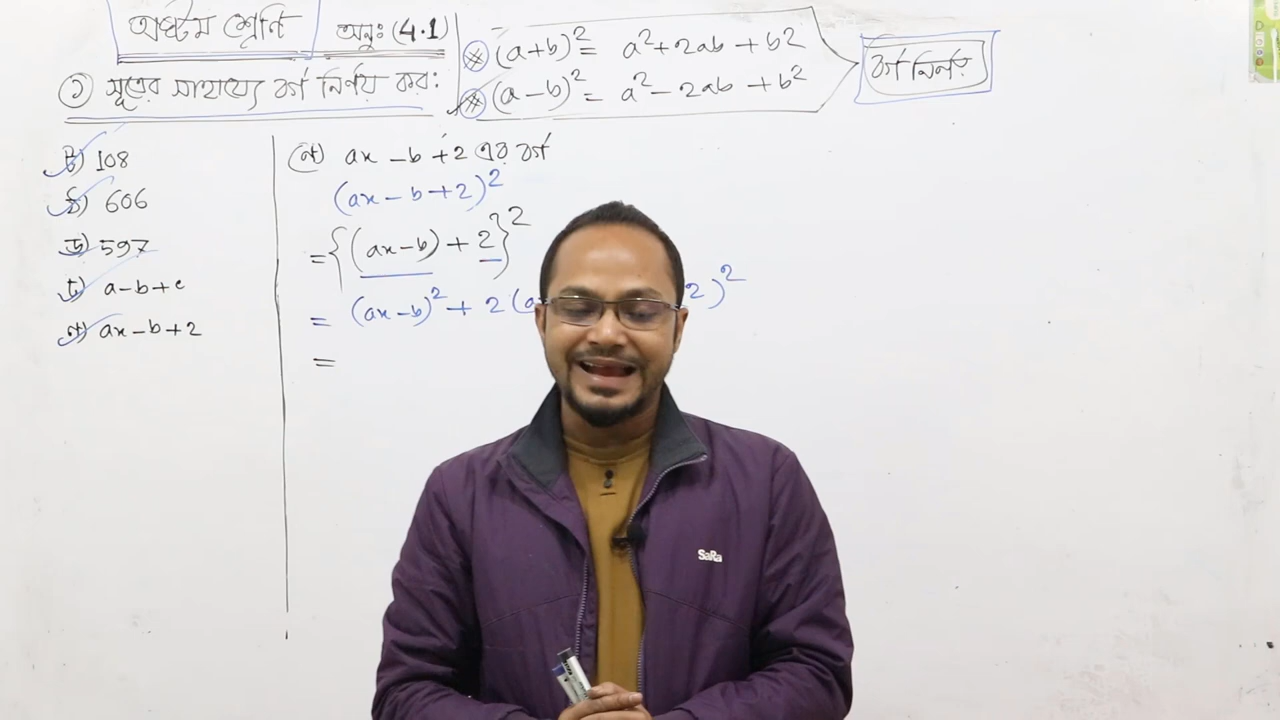 অষ্টম শ্রেণি অনুঃ (4.1)
১ সূত্রের সাহায্যে বর্গ নির্ণয় কর:
(a+b)² = a²+2ab+b2
(a-b)² = a²-2ab+b²
বর্গ নির্ণয়
108
606
ড) 597
ঢ) a-b+c
ণ) ax-b+2
(ণ) ax-b+2 এর বর্গ
(ax-b+2)²
={(ax-b)+2}²
= (ax-b)²+ 2(a 2)²
=
SaRa